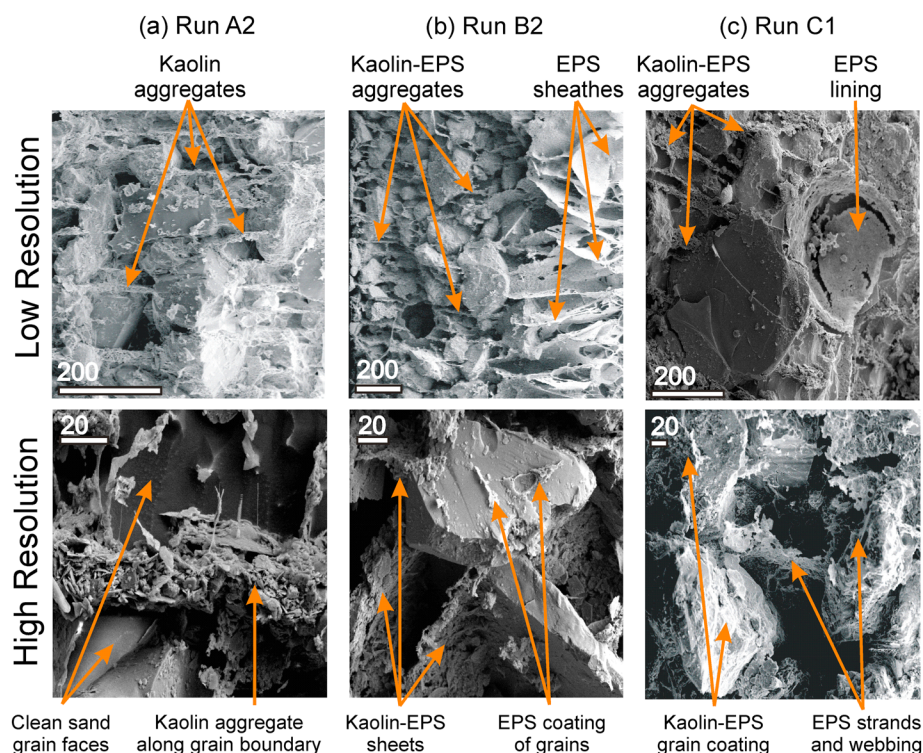 (a) Run A2
(b) Run B2
(c) Run C1
Kaolin
aggregates
Kaolin-EPS
aggregates
EPS
sheathes
Kaolin-EPS
aggregates
EPS
lining
Low Resolution
200
200
200
High Resolution
20
20
20
Clean sand
grain faces
Kaolin aggregate
along grain boundary
Kaolin-EPS
sheets
EPS coating
of grains
Kaolin-EPS
grain coating
EPS strands
and webbing